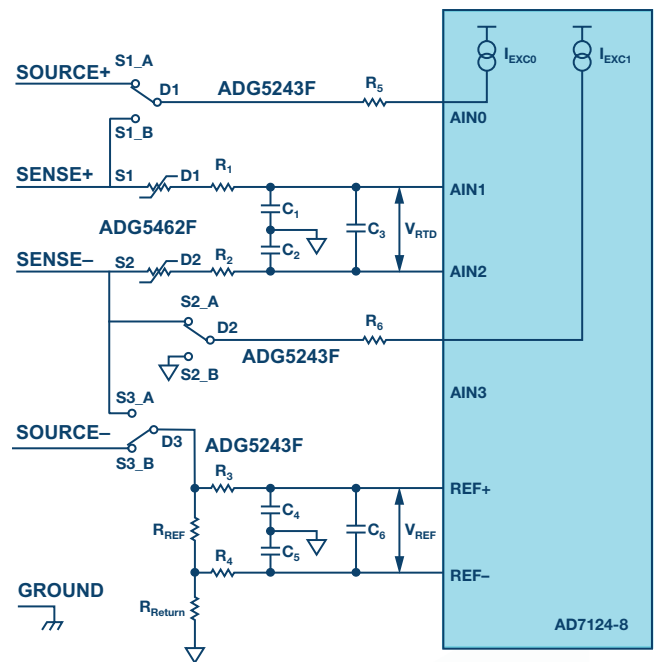 S1_A
SOURCE+
D1
ADG5243F
R5
IEXC0
IEXC1
AIN0
S1_B
SENSE+
S1
D1
R1
AIN1
ADG5462F
C1
C2
C3
VRTD
SENSE–
S2
D2
R2
AIN2
S2_A
D2
R6
ADG5243F
S2_B
AIN3
S3_A
SOURCE–
D3
ADG5243F
S3_B
R3
REF+
RREF
C4
C5
C6
VREF
R4
REF–
GROUND
RReturn
AD7124-8